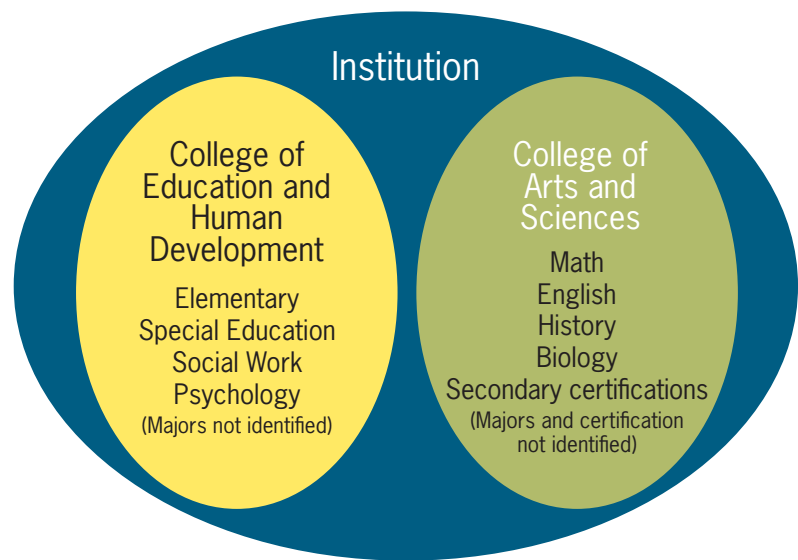 Institution
College of
Education and
Human
Development
Elementary
Special Education
Social Work
Psychology
(Majors not identified)
College of
Arts and
Sciences
Math
English
History
Biology
Secondary certifications
(Majors and certification
not identified)